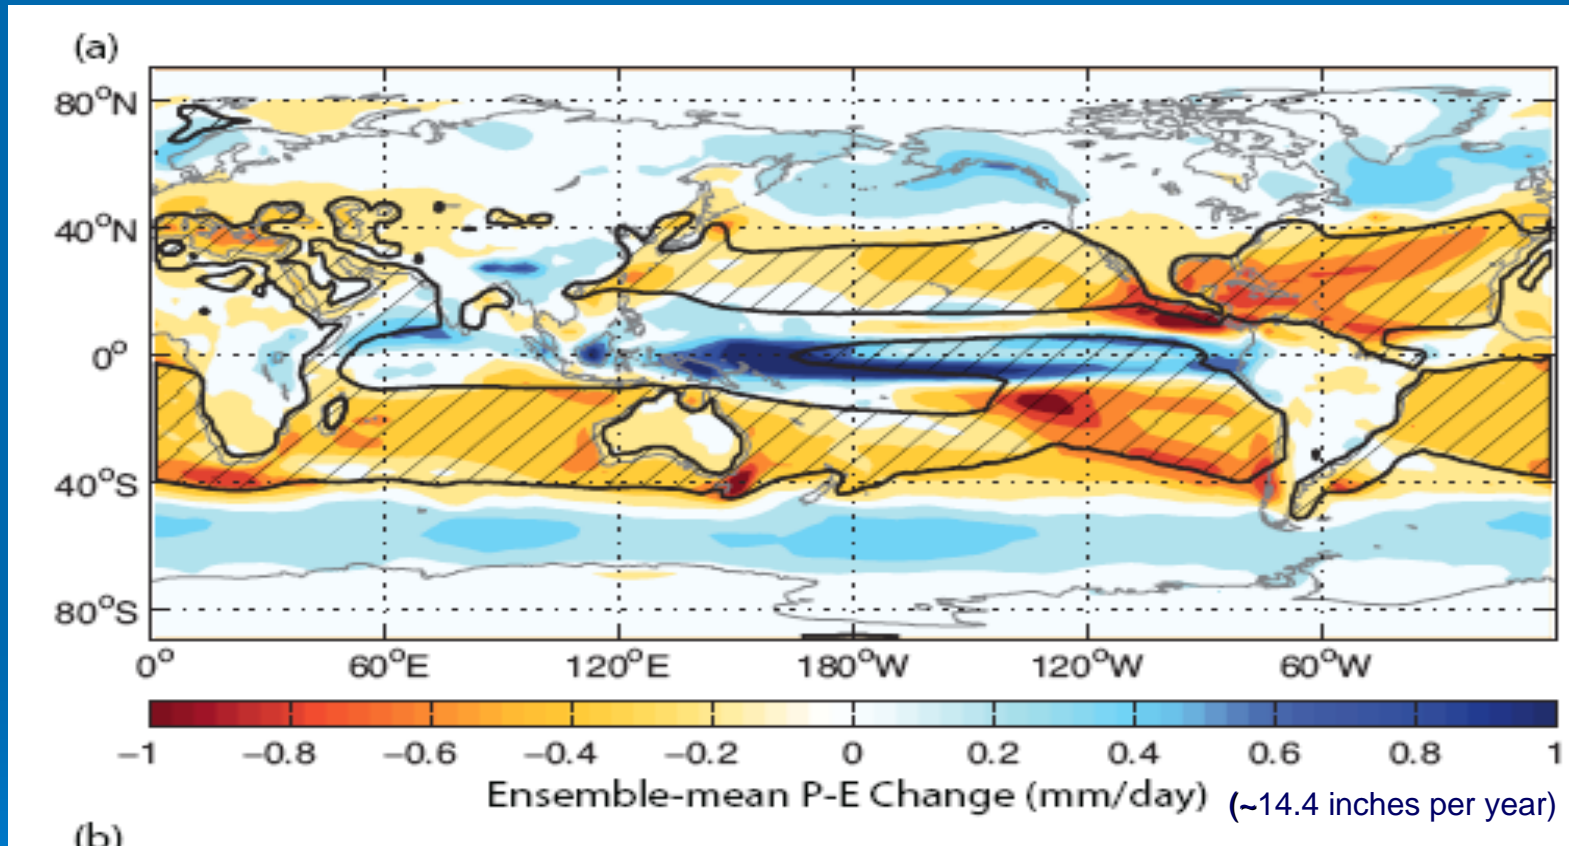 (a)
80°N
40°N
0°
40°S
80°S
0° 60°E 120°E 180°W 120°W 60°W
−1 −0.8 −0.6 −0.4 −0.2 0 0.2 0.4 0.6 0.8 1
Ensemble-mean P-E Change (mm/day) (~14.4 inches per year)
(b)